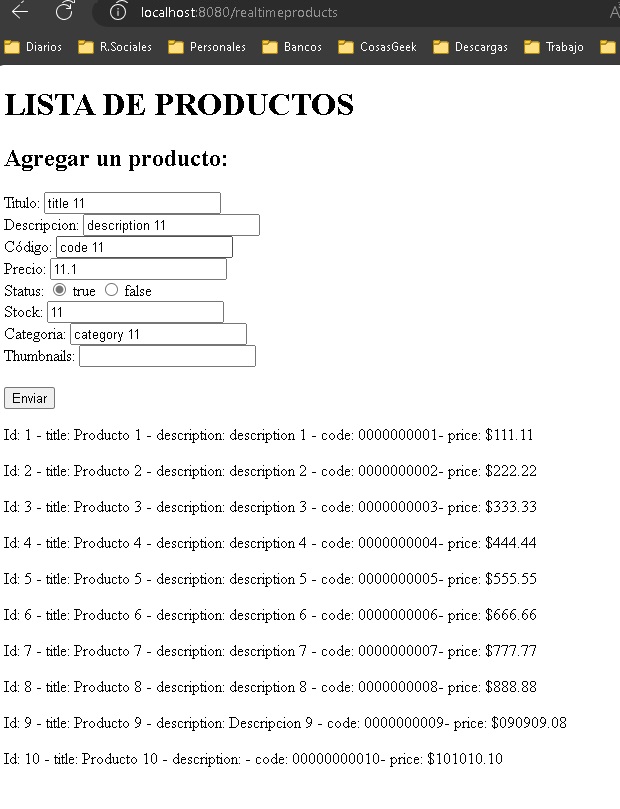 localhost:8080/realtimeproducts
Diarios R.Sociales Personales Bancos CosasGeek Descargas Trabajo
LISTA DE PRODUCTOS
Agregar un producto:
Titulo: title 11
Descripcion: description 11
Código: code 11
Precio: 11.1
Status: true false
Stock: 11
Categoria: category 11
Thumbnails:
Enviar
Id: 1 - title: Producto 1 - description: description 1 - code: 0000000001- price: $111.11
Id: 2 - title: Producto 2 - description: description 2 - code: 0000000002- price: $222.22
Id: 3 - title: Producto 3 - description: description 3 - code: 0000000003- price: $333.33
Id: 4 - title: Producto 4 - description: description 4 - code: 0000000004- price: $444.44
Id: 5 - title: Producto 5 - description: description 5 - code: 0000000005- price: $555.55
Id: 6 - title: Producto 6 - description: description 6 - code: 0000000006- price: $666.66
Id: 7 - title: Producto 7 - description: description 7 - code: 0000000007- price: $777.77
Id: 8 - title: Producto 8 - description: description 8 - code: 0000000008- price: $888.88
Id: 9 - title: Producto 9 - description: Descripcion 9 - code: 0000000009- price: $090909.08
Id: 10 - title: Producto 10 - description: - code: 00000000010- price: $101010.10